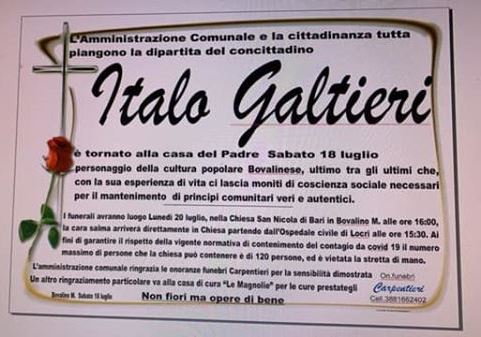 L'Amministrazione Comunale e la cittadinanza tutta
piangono la dipartita del concittadino
Italo Galtieri
è tornato alla casa del Padre Sabato 18 luglio
personaggio della cultura popolare Bovalinese, ultimo tra gli ultimi che,
con la sua esperienza di vita ci lascia moniti di coscienza sociale necessari
per il mantenimento di principi comunitari veri e autentici.
I funerali avranno luogo Lunedì 20 luglio, nella Chiesa San Nicola di Bari in Bovalino M. alle ore 16:00,
la cara salma arriverà direttamente in Chiesa partendo dall'Ospedale civile di Locri alle ore 15:30. Ai
fini di garantire il rispetto della vigente normativa di contenimento del contagio da covid 19 il numero
massimo di persone che la chiesa può contenere è di 120 persone, ed è vietata la stretta di mano.
L'amministrazione comunale ringrazia le onoranze funebri Carpentieri per la sensibilità dimostrata
On.funebri
Un altro ringraziamento particolare va alla casa di cura "Le Magnolie" per le cure prestategli
Carpentieri
Bovalino M. Sabato 18 luglio
Non fiori ma opere di bene
Cell.3881662402